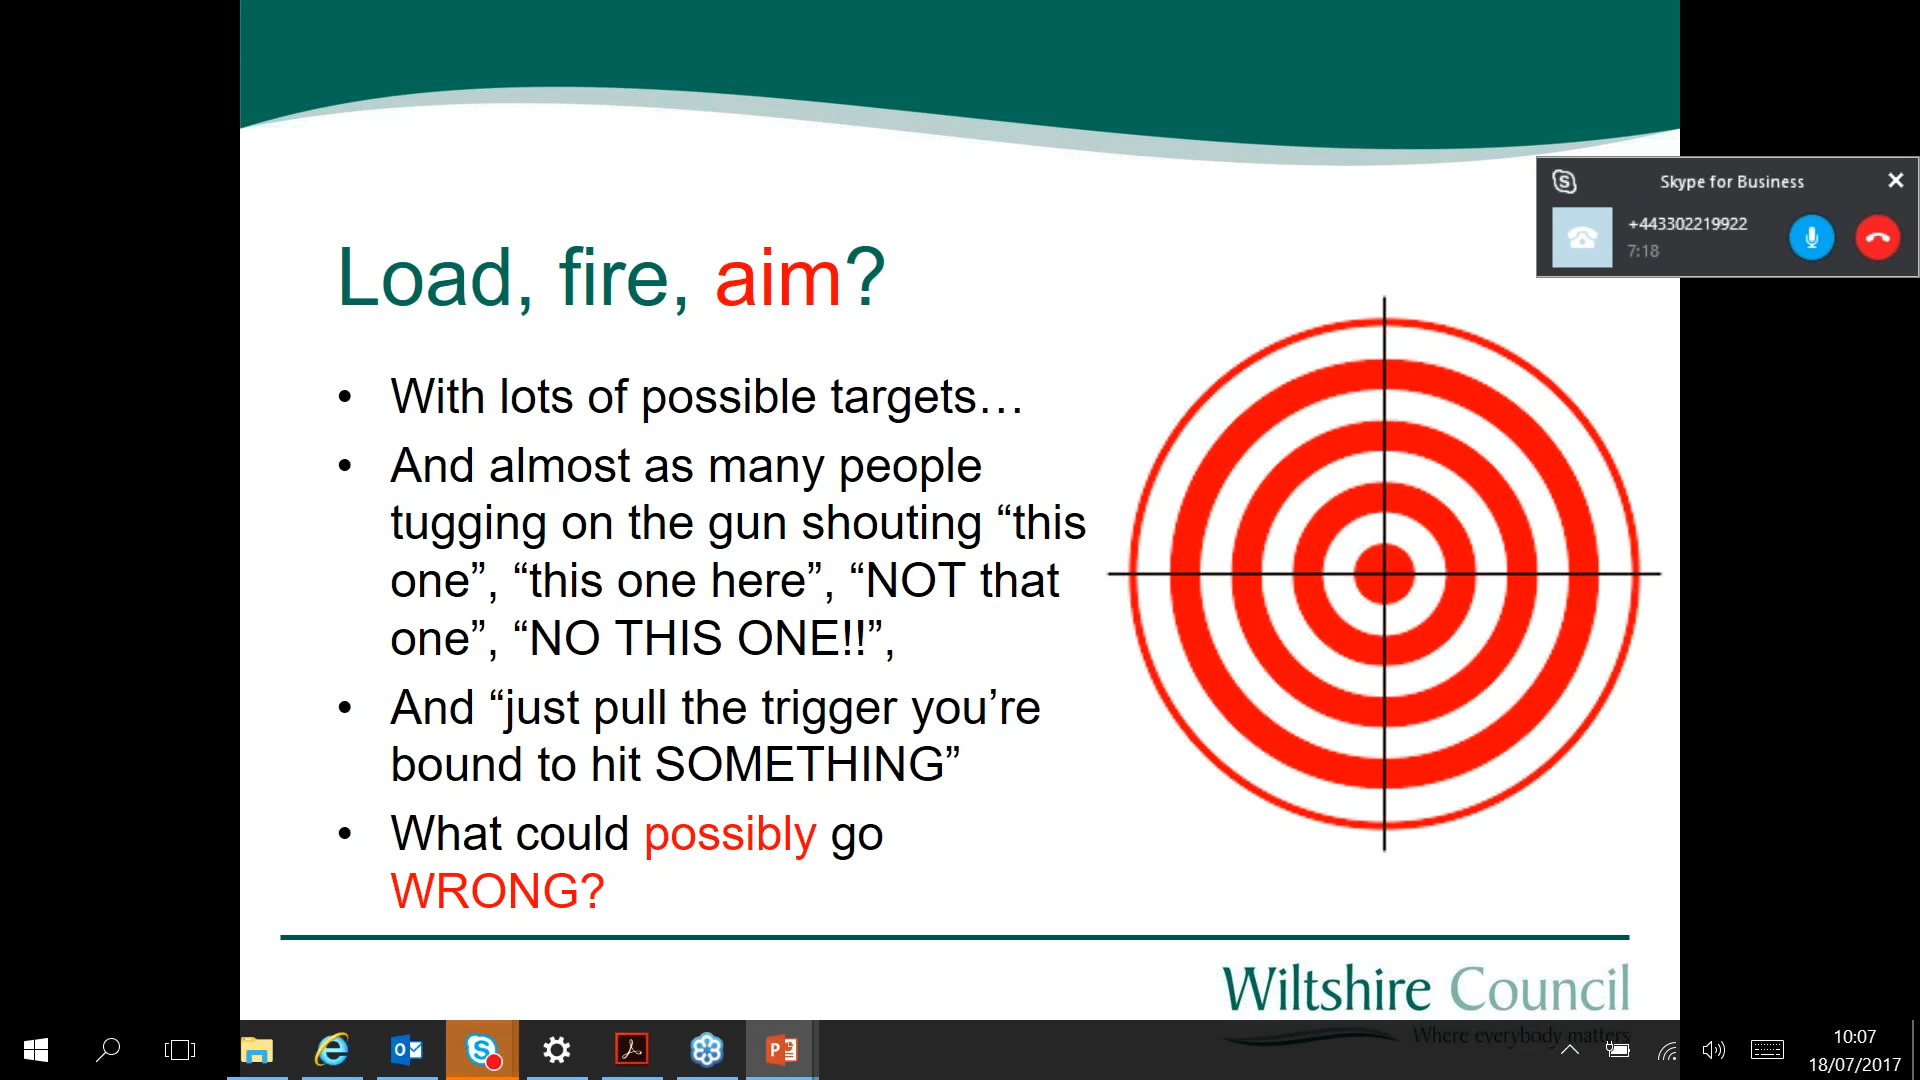 Skype for Business
+443302219922
7:18
Load, fire, aim?
• With lots of possible targets…
• And almost as many people
tugging on the gun shouting “this
one”, “this one here”, “NOT that
one”, “NO THIS ONE!!”,
• And “just pull the trigger you’re
bound to hit SOMETHING”
• What could possibly go
WRONG?
Wiltshire Council
Where everybody matters
10:07
18/07/2017